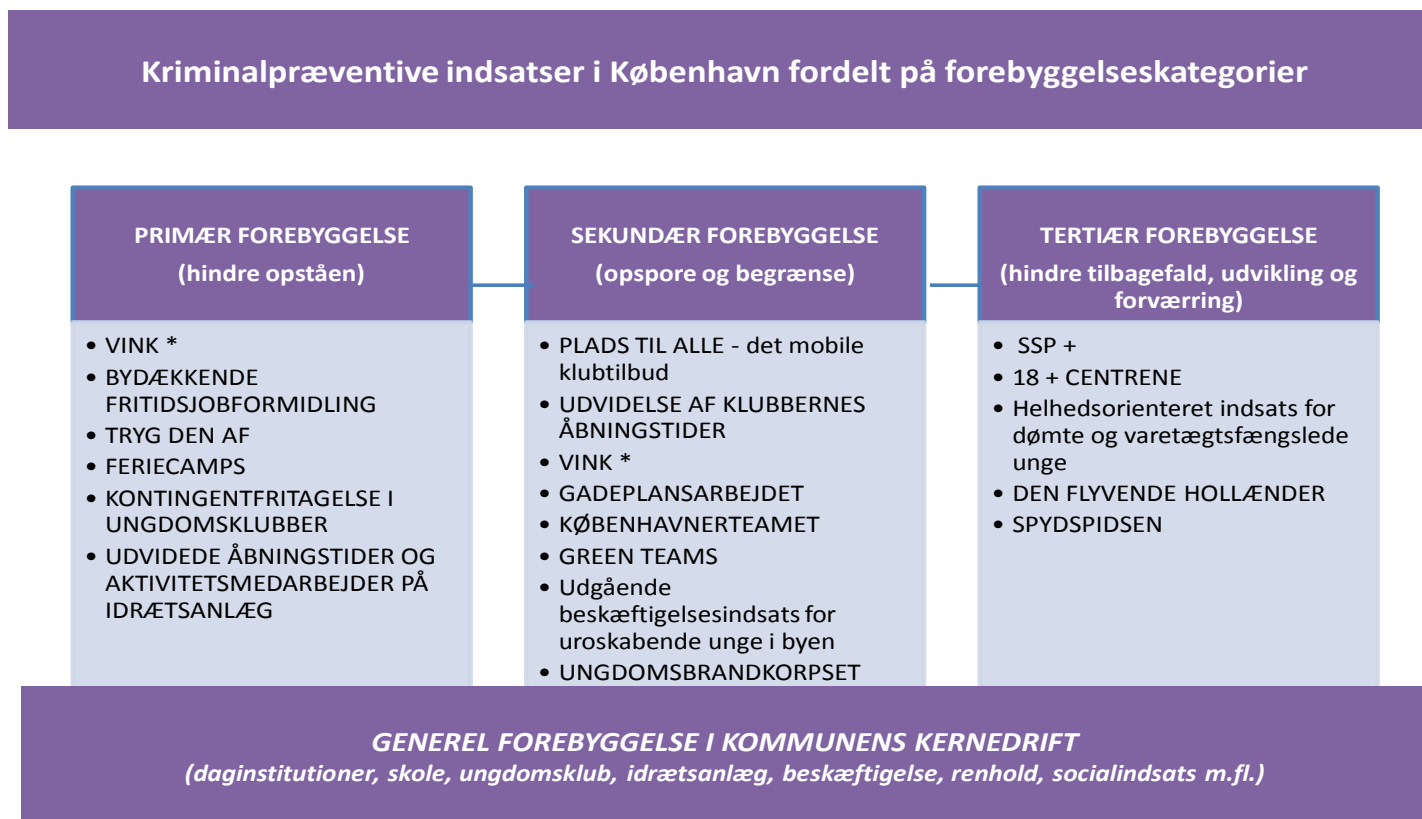 Kriminalpræventive indsatser i København fordelt på forebyggelseskategorier
PRIMÆR FOREBYGGELSE
(hindre opståen)
• VINK *
• BYDÆKKENDE
FRITIDSJOBFORMIDLING
• TRYG DEN AF
• FERIECAMPS
• KONTINGENTFRITAGELSE I
UNGDOMSKLUBBER
• UDVIDEDE ÅBNINGSTIDER OG
AKTIVITETSMEDARBEJDER PÅ
IDRÆTSANLÆG
SEKUNDÆR FOREBYGGELSE
(opspore og begrænse)
• PLADS TIL ALLE - det mobile
klubtilbud
• UDVIDELSE AF KLUBBERNES
ÅBNINGSTIDER
• VINK *
• GADEPLANSARBEJDET
• KØBENHAVNERTEAMET
• GREEN TEAMS
• Udgående
beskæftigelsesindsats for
uroskabende unge i byen
• UNGDOMSBRANDKORPSET
TERTIÆR FOREBYGGELSE
(hindre tilbagefald, udvikling og
forværring)
• SSP +
• 18 + CENTRENE
• Helhedsorienteret indsats for
dømte og varetægtsfængslede
unge
• DEN FLYVENDE HOLLÆNDER
• SPYDSPIDSEN
GENEREL FOREBYGGELSE I KOMMUNENS KERNEDRIFT
(daginstitutioner, skole, ungdomsklub, idrætsanlæg, beskæftigelse, renhold, socialindsats m.fl.)